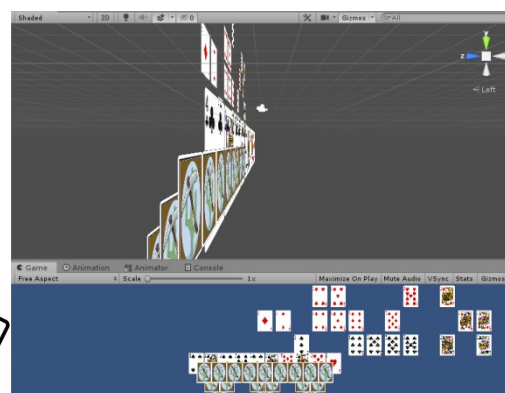 Shaded 2D 0 Gizmos All
y
z
Left
Game Animation Animator Console
Free Aspect Scale 1x Maximize On Play Mute Audio VSync Stats Gizmos